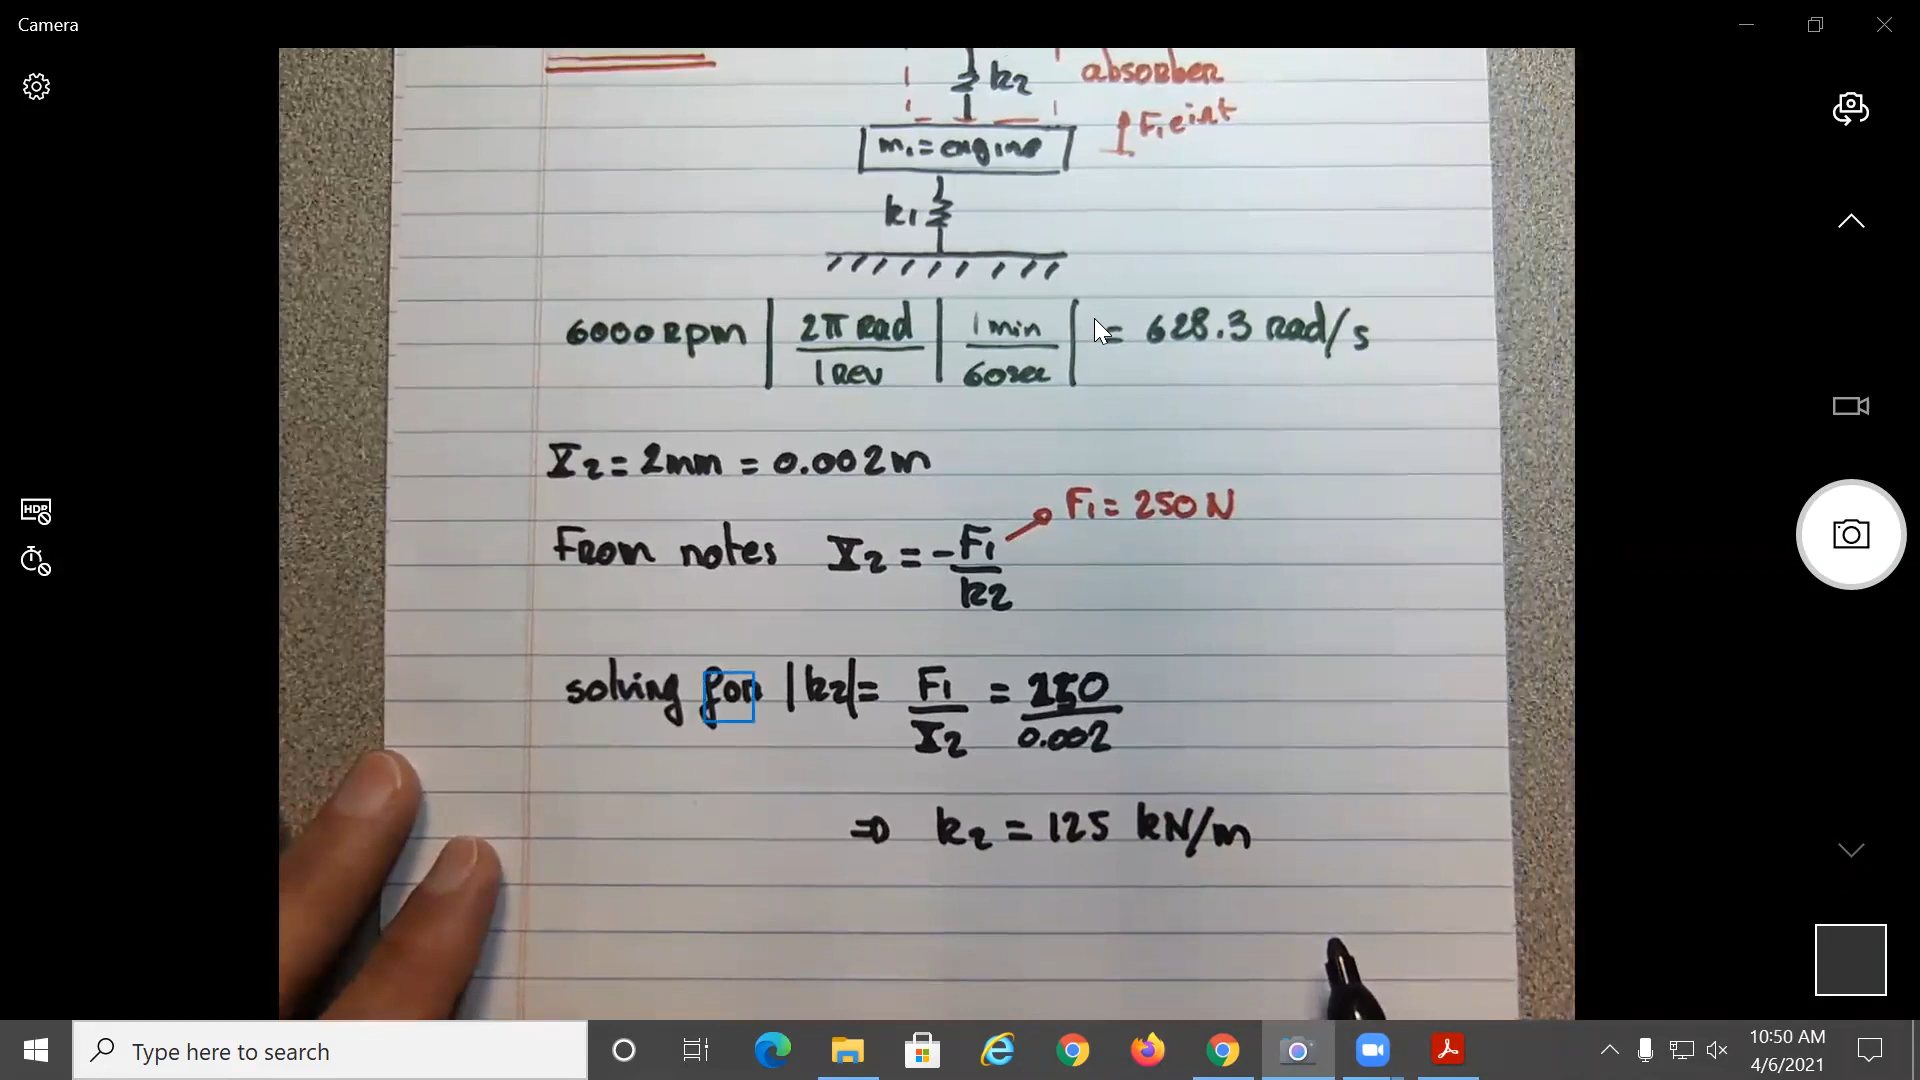 Camera
k2
absorber
F1 eiωt
m1 = engine
k1
6000 rpm | 2π rad / 1 Rev | 1 min / 60 sec | = 628.3 rad/s
X2 = 2mm = 0.002m
F1 = 250 N
From notes X2 = - F1 / k2
solving for |k2| = F1 / X2 = 250 / 0.002
⇒ k2 = 125 kN/m
HDR
Type here to search
10:50 AM
4/6/2021